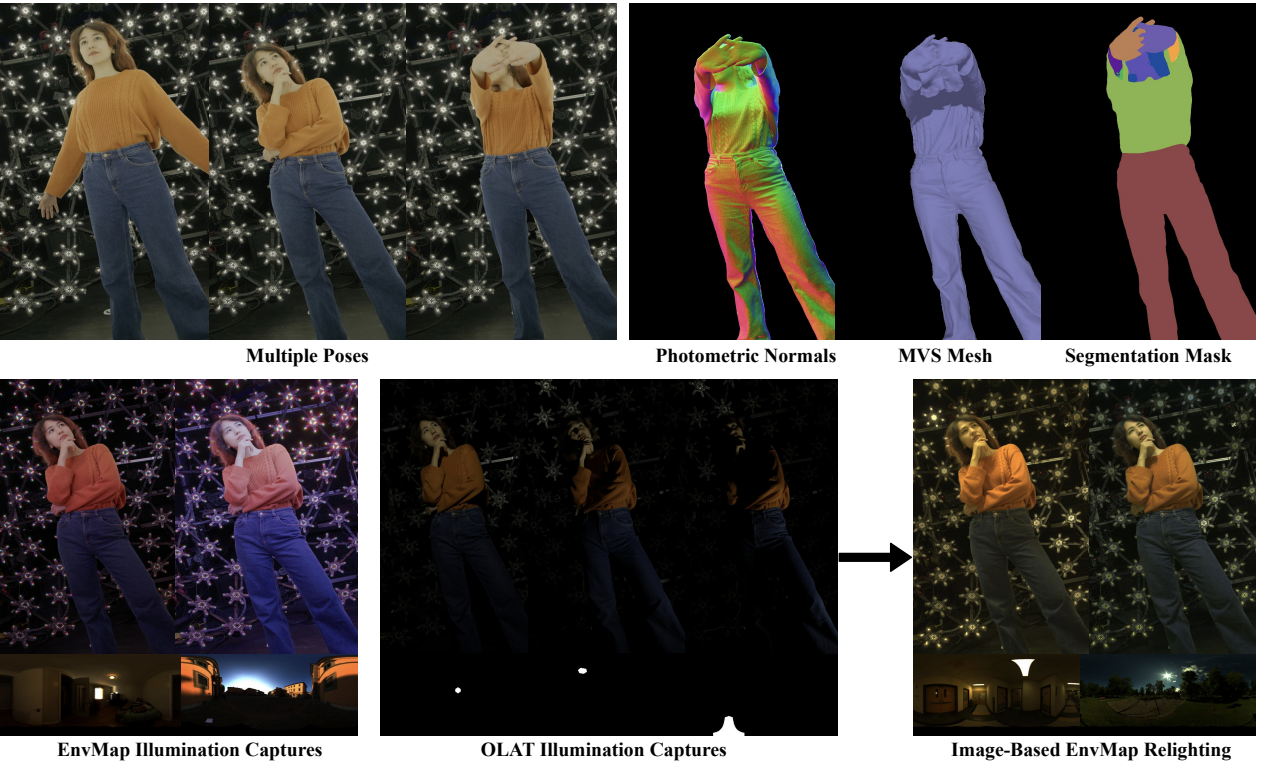 Multiple Poses
Photometric Normals
MVS Mesh
Segmentation Mask
EnvMap Illumination Captures
OLAT Illumination Captures
Image-Based EnvMap Relighting